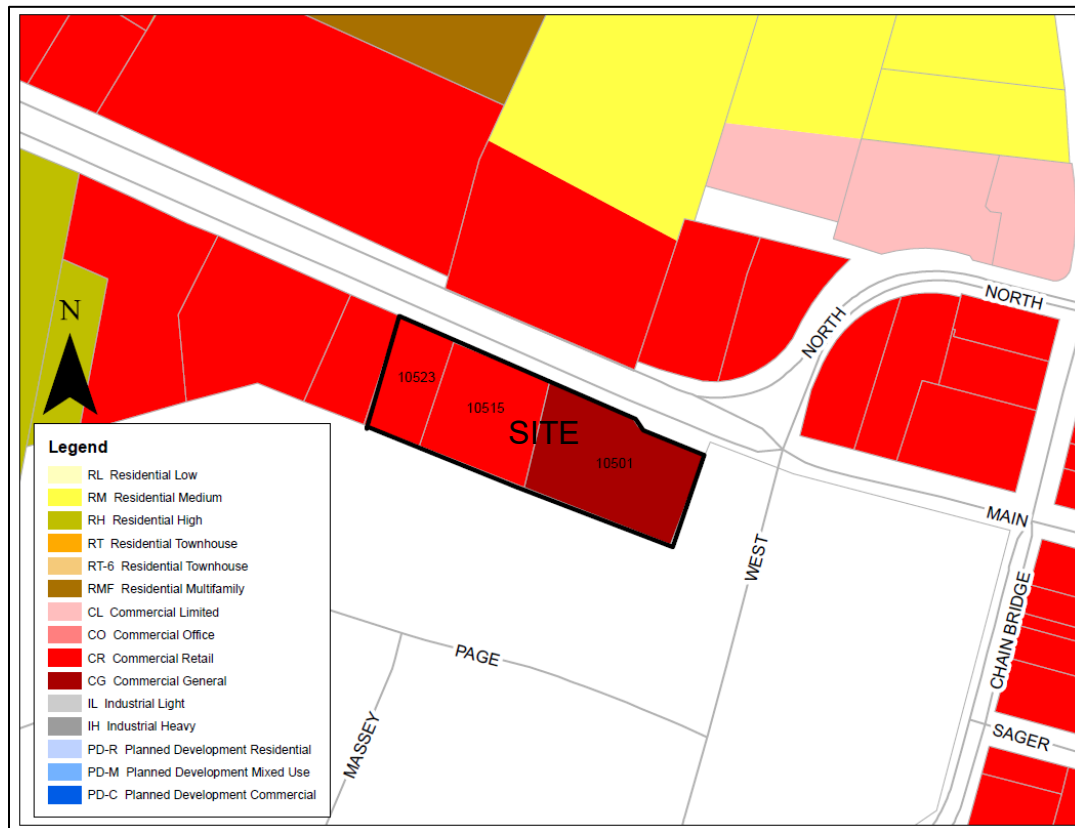 NORTH
NORTH
N
10523
10515
SITE
10501
MAIN
WEST
CHAIN BRIDGE
PAGE
MASSEY
SAGER
Legend
RL Residential Low
RM Residential Medium
RH Residential High
RT Residential Townhouse
RT-6 Residential Townhouse
RMF Residential Multifamily
CL Commercial Limited
CO Commercial Office
CR Commercial Retail
CG Commercial General
IL Industrial Light
IH Industrial Heavy
PD-R Planned Development Residential
PD-M Planned Development Mixed Use
PD-C Planned Development Commercial